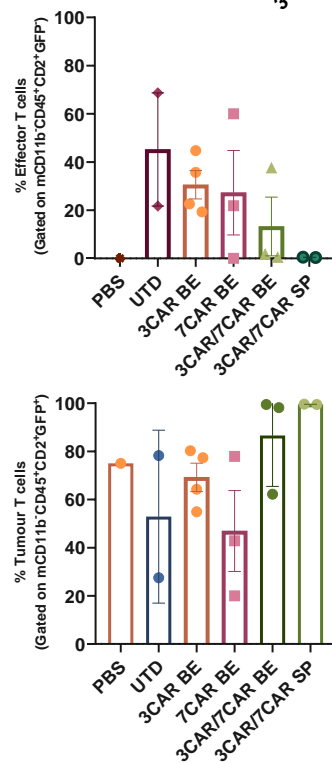 % Effector T cells
(Gated on mCD11b⁻CD45⁺CD2⁺GFP⁻)
100
80
60
40
20
0
PBS
UTD
3CAR BE
7CAR BE
3CAR/7CAR BE
3CAR/7CAR SP
% Tumour T cells
(Gated on mCD11b⁻CD45⁺CD2⁺GFP⁺)
100
80
60
40
20
0
PBS
UTD
3CAR BE
7CAR BE
3CAR/7CAR BE
3CAR/7CAR SP